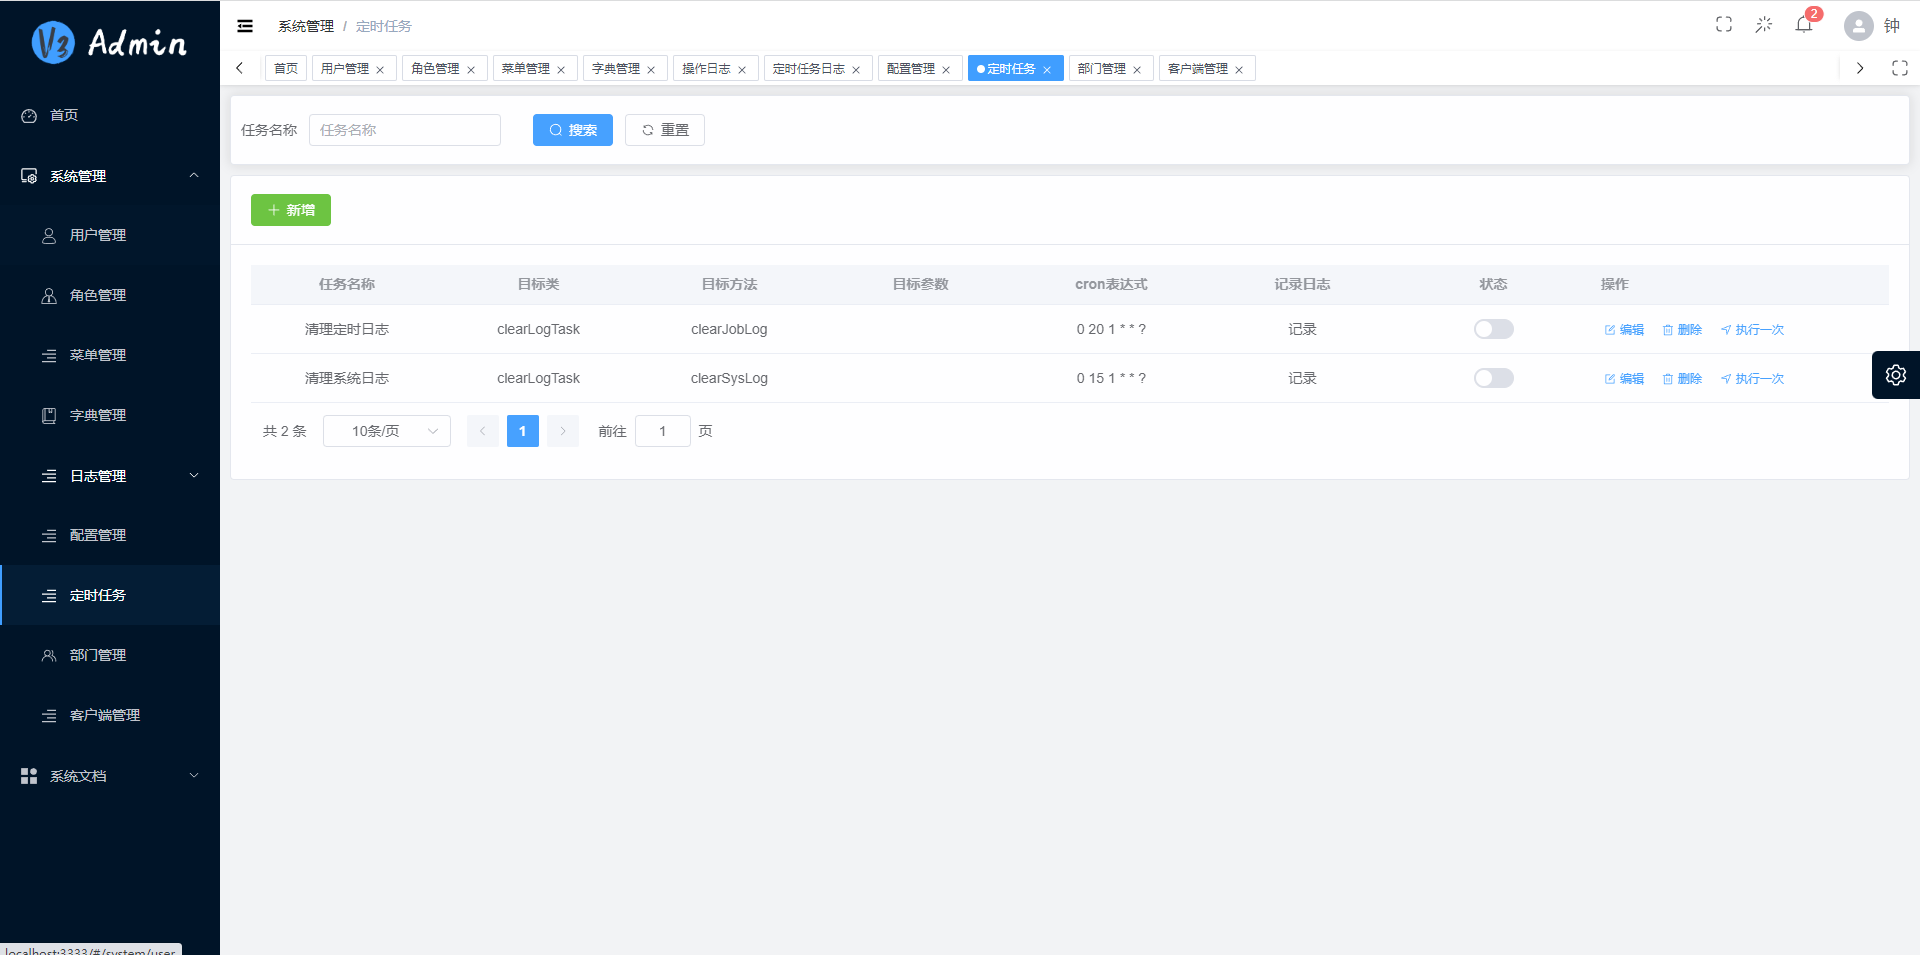 V3 Admin
系统管理 / 定时任务
2
钟
首页 用户管理 角色管理 菜单管理 字典管理 操作日志 定时任务日志 配置管理 定时任务 部门管理 客户端管理
首页
系统管理
用户管理
角色管理
菜单管理
字典管理
日志管理
配置管理
定时任务
部门管理
客户端管理
系统文档
任务名称 任务名称 搜索 重置
新增
任务名称 目标类 目标方法 目标参数 cron表达式 记录日志 状态 操作
清理定时日志 clearLogTask clearJobLog 0 20 1 * * ? 记录 编辑 删除 执行一次
清理系统日志 clearLogTask clearSysLog 0 15 1 * * ? 记录 编辑 删除 执行一次
共 2 条 10条/页 1 前往 1 页
localhost:3333/#/system/user